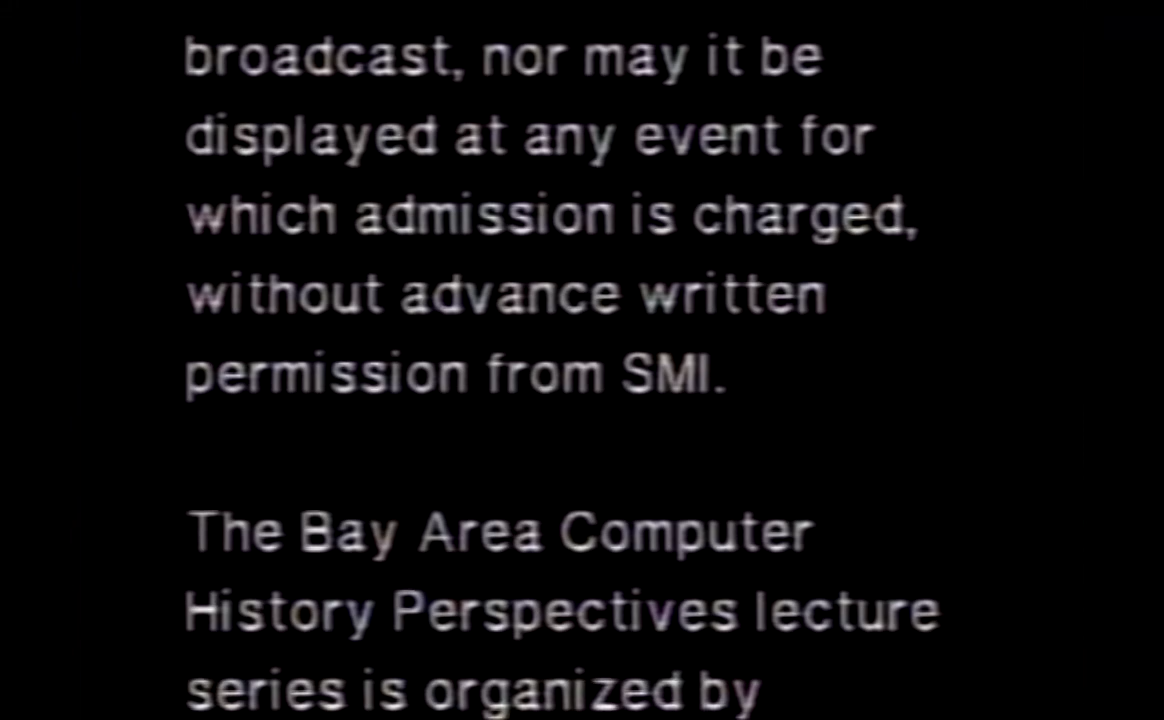 broadcast, nor may it be
displayed at any event for
which admission is charged,
without advance written
permission from SMI.
The Bay Area Computer
History Perspectives lecture
series is organized by